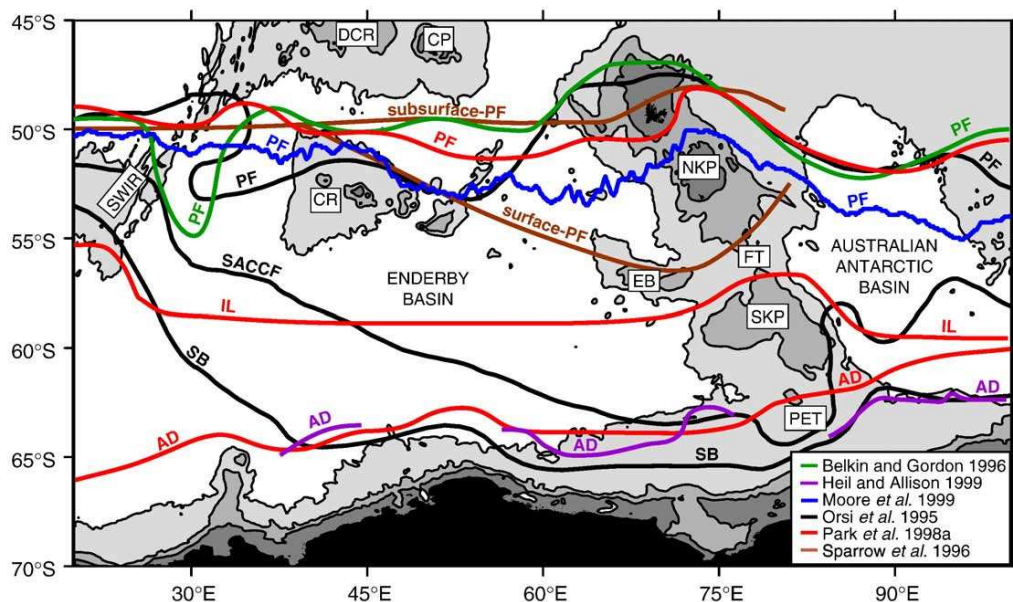 45°S
50°S
55°S
60°S
65°S
70°S
DCR
CP
subsurface-PF
PF
PF
PF
PF
PF
PF
PF
PF
SWIR
CR
NKP
surface-PF
FT
EB
SKP
PET
SACCF
ENDERBY
BASIN
AUSTRALIAN
ANTARCTIC
BASIN
IL
IL
SB
AD
AD
AD
AD
AD
SB
Belkin and Gordon 1996
Heil and Allison 1999
Moore et al. 1999
Orsi et al. 1995
Park et al. 1998a
Sparrow et al. 1996
30°E
45°E
60°E
75°E
90°E